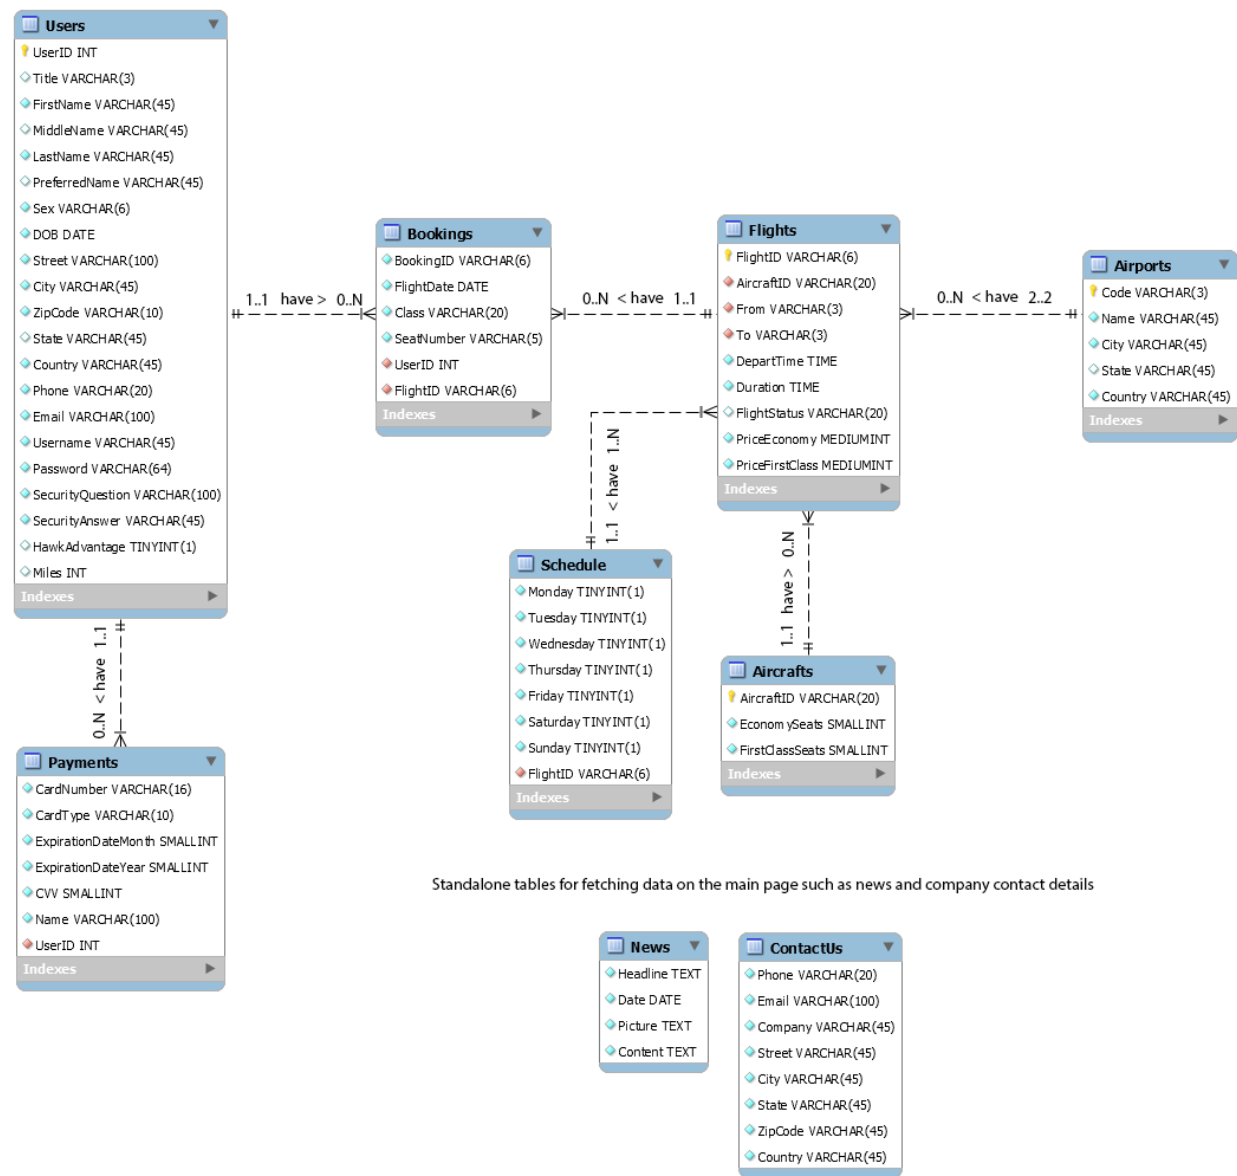 Users
UserID INT
Title VARCHAR(3)
FirstName VARCHAR(45)
MiddleName VARCHAR(45)
LastName VARCHAR(45)
PreferredName VARCHAR(45)
Sex VARCHAR(6)
DOB DATE
Street VARCHAR(100)
City VARCHAR(45)
ZipCode VARCHAR(10)
State VARCHAR(45)
Country VARCHAR(45)
Phone VARCHAR(20)
Email VARCHAR(100)
Username VARCHAR(45)
Password VARCHAR(64)
SecurityQuestion VARCHAR(100)
SecurityAnswer VARCHAR(45)
HawkAdvantage TINYINT(1)
Miles INT
Indexes
1..1 have > 0..N
Bookings
BookingID VARCHAR(6)
FlightDate DATE
Class VARCHAR(20)
SeatNumber VARCHAR(5)
UserID INT
FlightID VARCHAR(6)
Indexes
0..N < have 1..1
Flights
FlightID VARCHAR(6)
AircraftID VARCHAR(20)
From VARCHAR(3)
To VARCHAR(3)
DepartTime TIME
Duration TIME
FlightStatus VARCHAR(20)
PriceEconomy MEDIUMINT
PriceFirstClass MEDIUMINT
Indexes
0..N < have 2..2
Airports
Code VARCHAR(3)
Name VARCHAR(45)
City VARCHAR(45)
State VARCHAR(45)
Country VARCHAR(45)
Indexes
1..1 < have 1..N
Schedule
Monday TINYINT(1)
Tuesday TINYINT(1)
Wednesday TINYINT(1)
Thursday TINYINT(1)
Friday TINYINT(1)
Saturday TINYINT(1)
Sunday TINYINT(1)
FlightID VARCHAR(6)
Indexes
1..1 have > 0..N
Aircrafts
AircraftID VARCHAR(20)
EconomySeats SMALLINT
FirstClassSeats SMALLINT
Indexes
0..N < have 1..1
Payments
CardNumber VARCHAR(16)
CardType VARCHAR(10)
ExpirationDateMonth SMALLINT
ExpirationDateYear SMALLINT
CVV SMALLINT
Name VARCHAR(100)
UserID INT
Indexes
Standalone tables for fetching data on the main page such as news and company contact details
News
Headline TEXT
Date DATE
Picture TEXT
Content TEXT
ContactUs
Phone VARCHAR(20)
Email VARCHAR(100)
Company VARCHAR(45)
Street VARCHAR(45)
City VARCHAR(45)
State VARCHAR(45)
ZipCode VARCHAR(45)
Country VARCHAR(45)